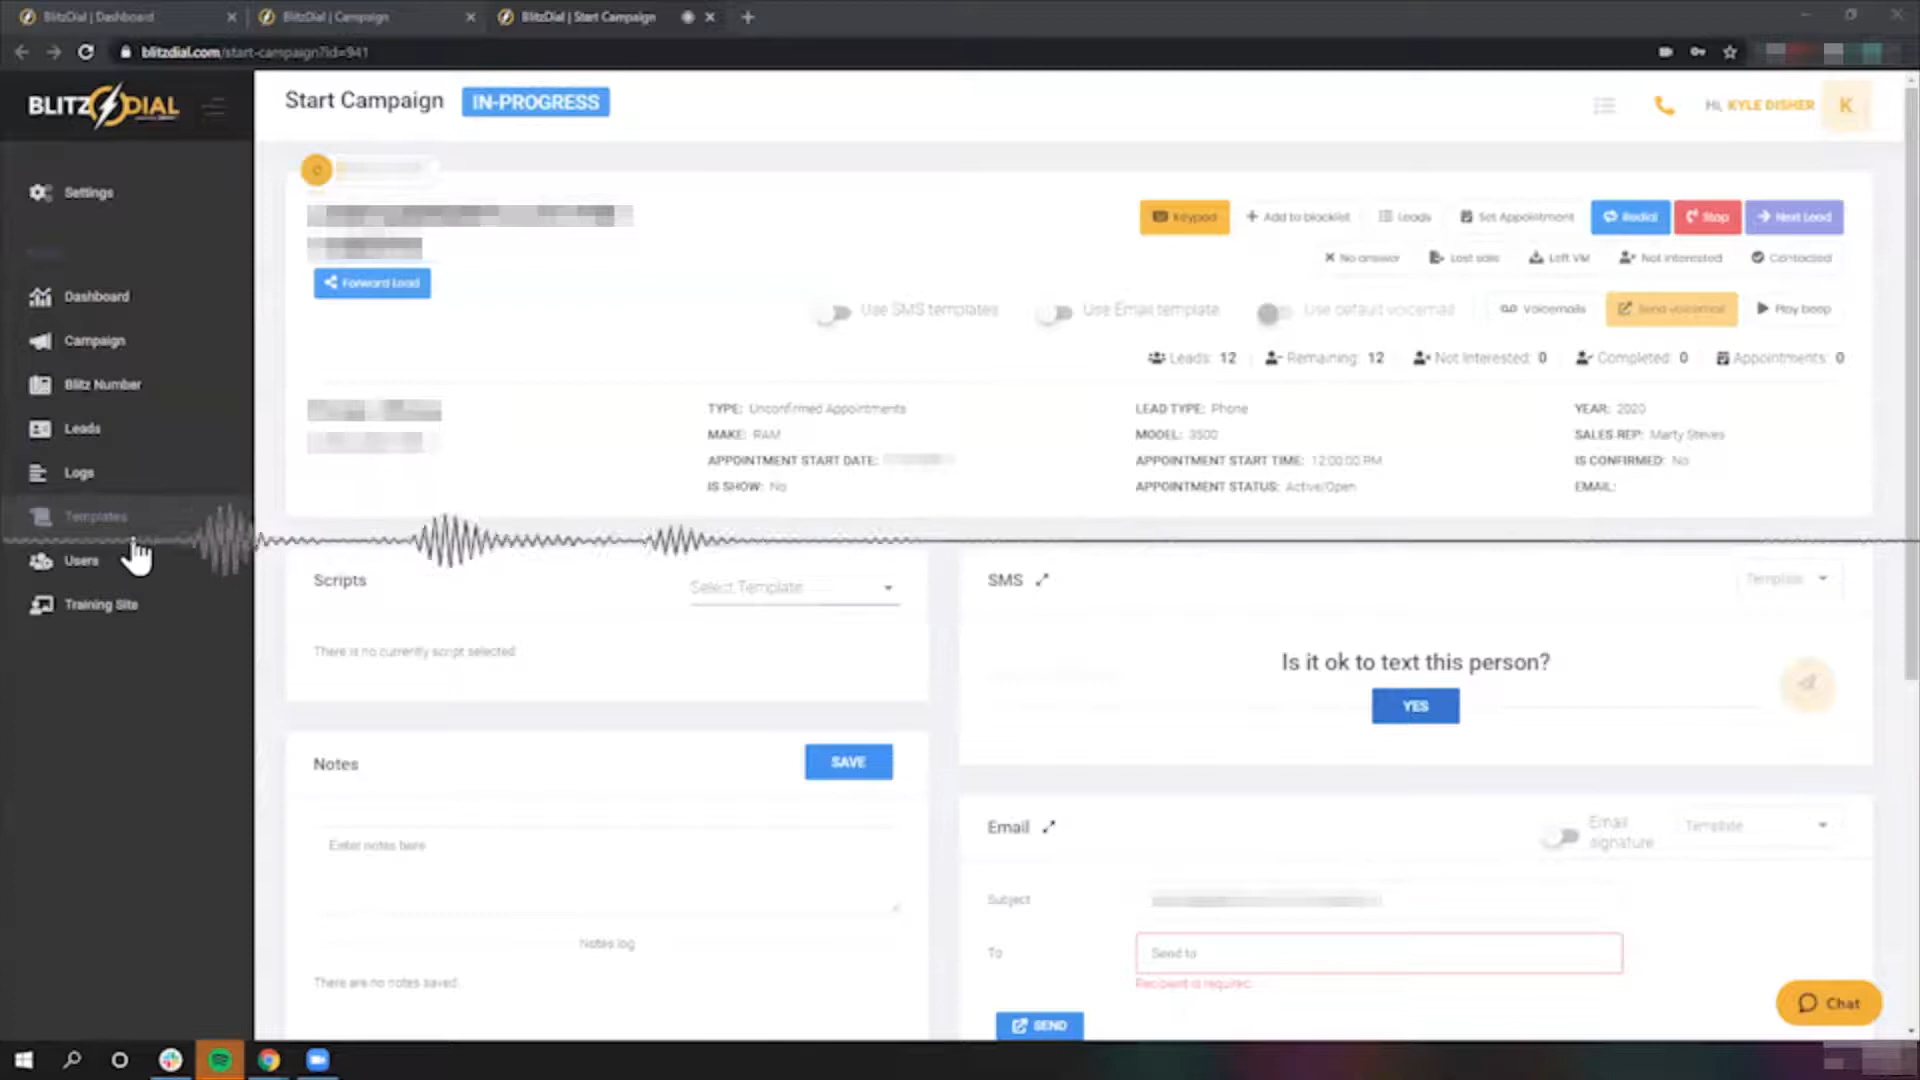 BlitzDial | Dashboard
BlitzDial | Campaign
BlitzDial | Start Campaign
blitzdial.com/start-campaign?id=941
BLITZ DIAL
Start Campaign
IN-PROGRESS
Hi, KYLE DISHER
K
Settings
Dashboard
Campaign
Blitz Number
Leads
Logs
Templates
Users
Training Site
C
Keypad
Add to blacklist
Leads
Set Appointment
Redial
Stop
Next Lead
No answer
Lost sale
Left VM
Not interested
Contacted
Forward Lead
Use SMS templates
Use Email template
Use default voicemail
Voicemails
Send voicemail
Play beep
Leads: 12
Remaining: 12
Not Interested: 0
Completed: 0
Appointments: 0
TYPE: Unconfirmed Appointments
LEAD TYPE: Phone
YEAR: 2020
MAKE: RAM
MODEL: 3500
SALES REP: Marty Steves
APPOINTMENT START DATE:
APPOINTMENT START TIME: 12:00:00 PM
IS CONFIRMED: No
IS SHOW: No
APPOINTMENT STATUS: Active/Open
EMAIL:
Scripts
Select Template
There is no currently script selected
SMS
Template
Is it ok to text this person?
YES
Notes
SAVE
Enter notes here
Notes log
There are no notes saved.
Email
Email signature
Template
Subject
To
Send to
Recipient is required
SEND
Chat